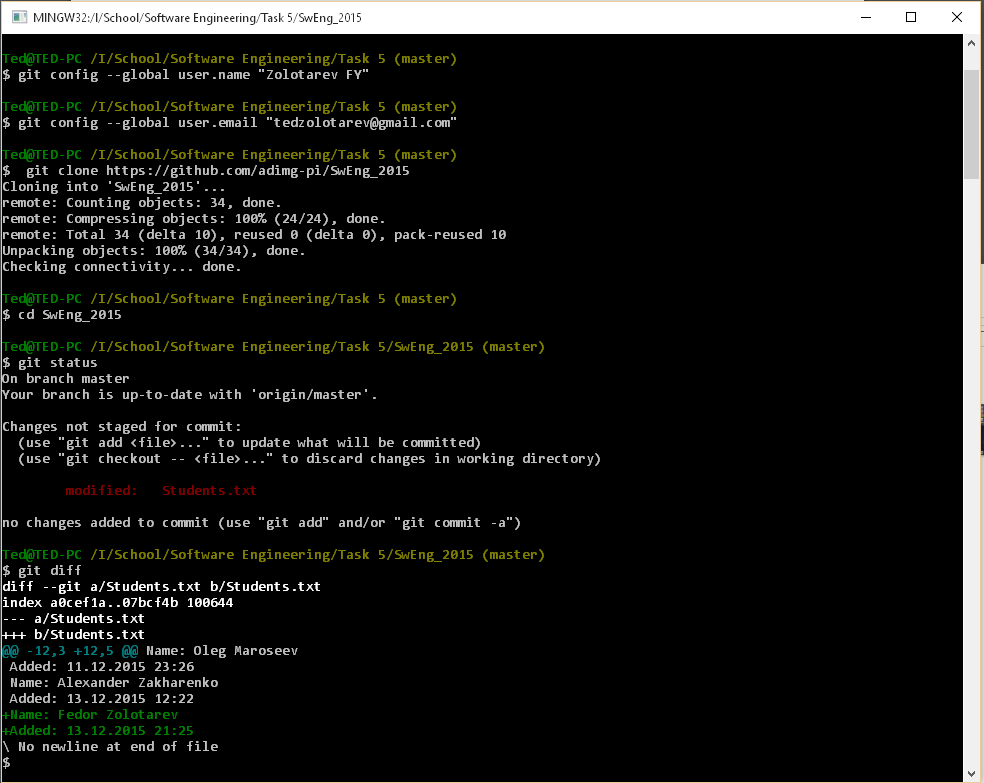 MINGW32:/I/School/Software Engineering/Task 5/SwEng_2015
Ted@TED-PC /I/School/Software Engineering/Task 5 (master)
$ git config --global user.name "Zolotarev FY"
Ted@TED-PC /I/School/Software Engineering/Task 5 (master)
$ git config --global user.email "tedzolotarev@gmail.com"
Ted@TED-PC /I/School/Software Engineering/Task 5 (master)
$  git clone https://github.com/adimg-pi/SwEng_2015
Cloning into 'SwEng_2015'...
remote: Counting objects: 34, done.
remote: Compressing objects: 100% (24/24), done.
remote: Total 34 (delta 10), reused 0 (delta 0), pack-reused 10
Unpacking objects: 100% (34/34), done.
Checking connectivity... done.
Ted@TED-PC /I/School/Software Engineering/Task 5 (master)
$ cd SwEng_2015
Ted@TED-PC /I/School/Software Engineering/Task 5/SwEng_2015 (master)
$ git status
On branch master
Your branch is up-to-date with 'origin/master'.
Changes not staged for commit:
  (use "git add <file>..." to update what will be committed)
  (use "git checkout -- <file>..." to discard changes in working directory)
        modified:   Students.txt
no changes added to commit (use "git add" and/or "git commit -a")
Ted@TED-PC /I/School/Software Engineering/Task 5/SwEng_2015 (master)
$ git diff
diff --git a/Students.txt b/Students.txt
index a0cef1a..07bcf4b 100644
--- a/Students.txt
+++ b/Students.txt
@@ -12,3 +12,5 @@ Name: Oleg Maroseev
 Added: 11.12.2015 23:26
 Name: Alexander Zakharenko
 Added: 13.12.2015 12:22
+Name: Fedor Zolotarev
+Added: 13.12.2015 21:25
\ No newline at end of file
$